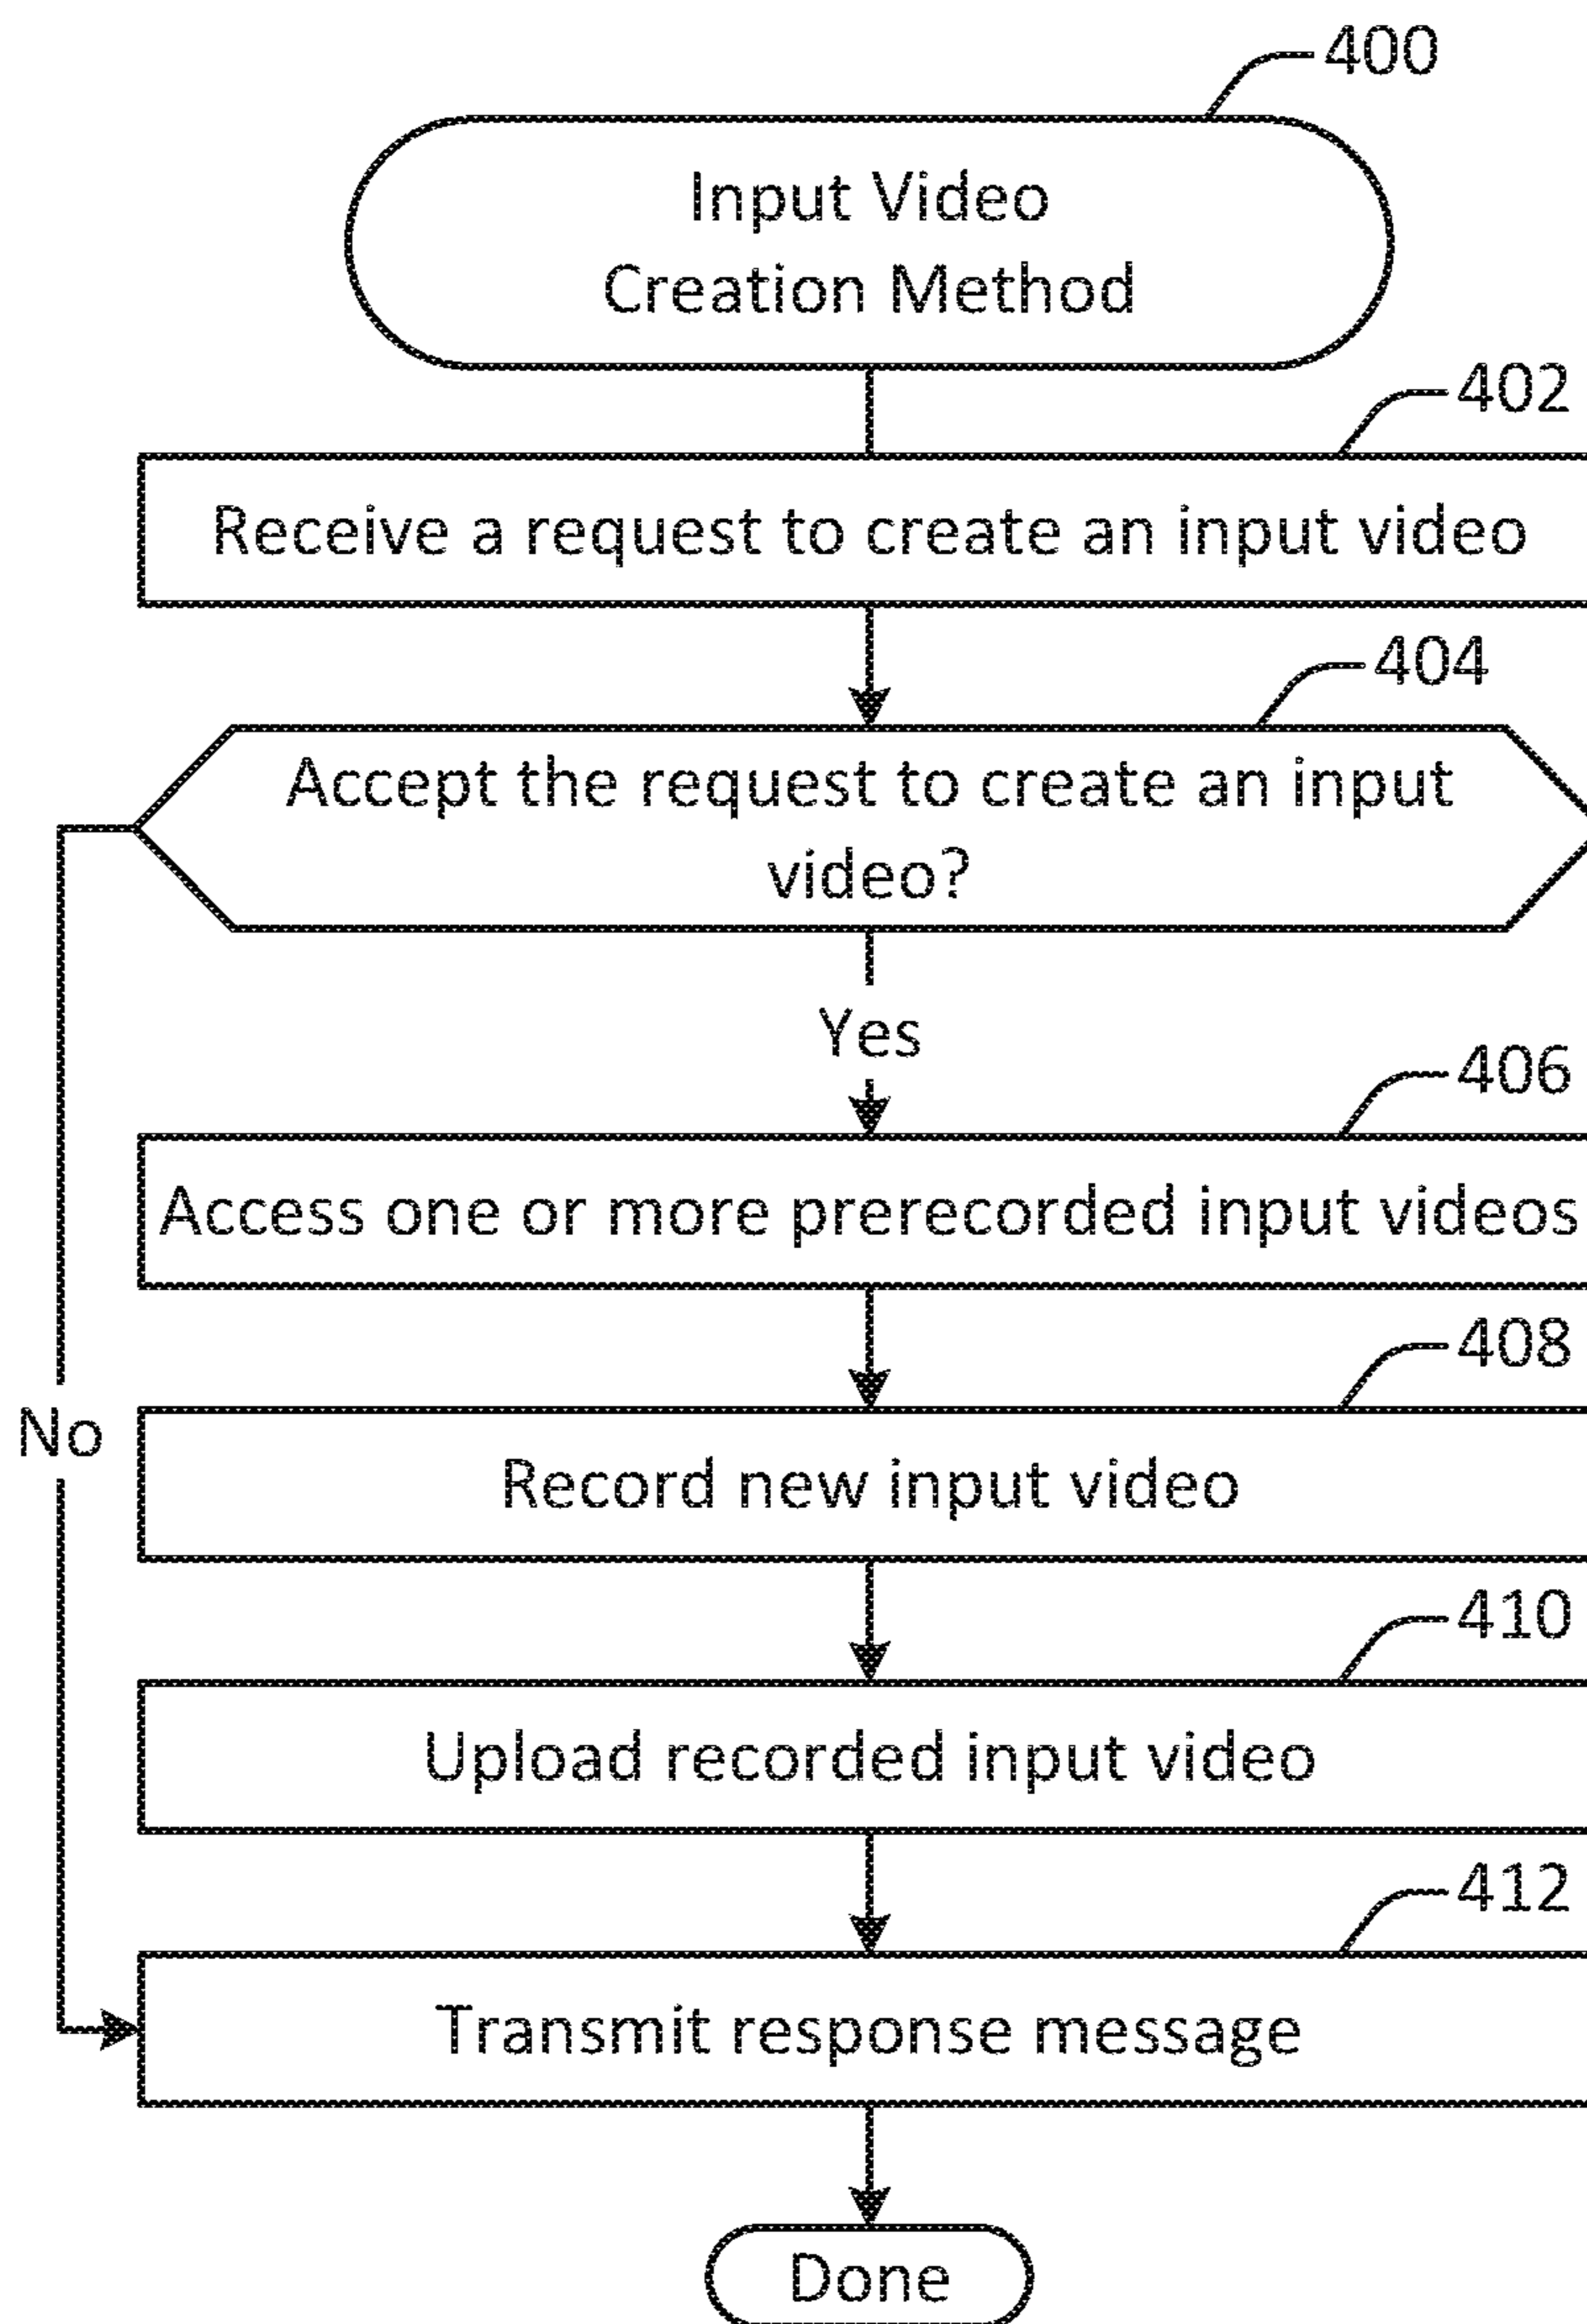 400
Input Video
Creation Method
402
Receive a request to create an input video
404
Accept the request to create an input
video?
Yes
406
Access one or more prerecorded input videos
408
No
Record new input video
410
Upload recorded input video
412
Transmit response message
Done